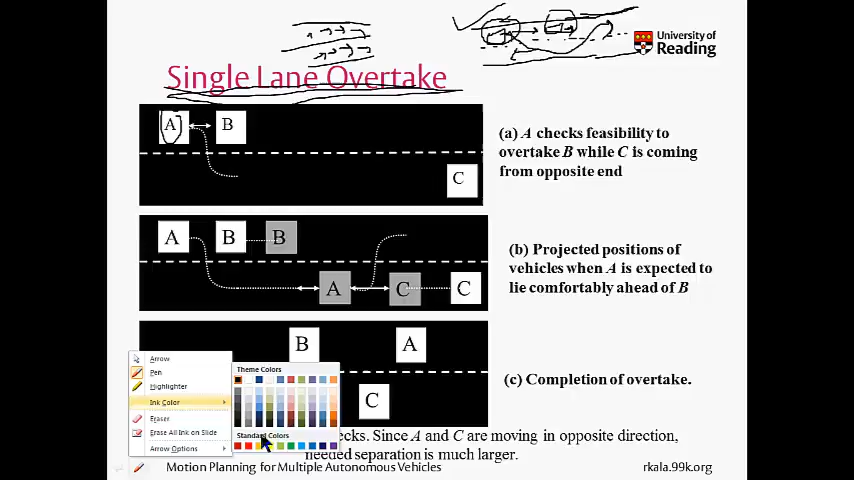 University of
Reading
Single Lane Overtake
A
B
C
(a) A checks feasibility to
overtake B while C is coming
from opposite end
A
B
B
A
C
C
(b) Projected positions of
vehicles when A is expected to
lie comfortably ahead of B
B
A
C
(c) Completion of overtake.
Arrow
Pen
Highlighter
Ink Color
Eraser
Erase All Ink on Slide
Arrow Options
Theme Colors
Standard Colors
checks. Since A and C are moving in opposite direction,
needed separation is much larger.
Motion Planning for Multiple Autonomous Vehicles
rkala.99k.org